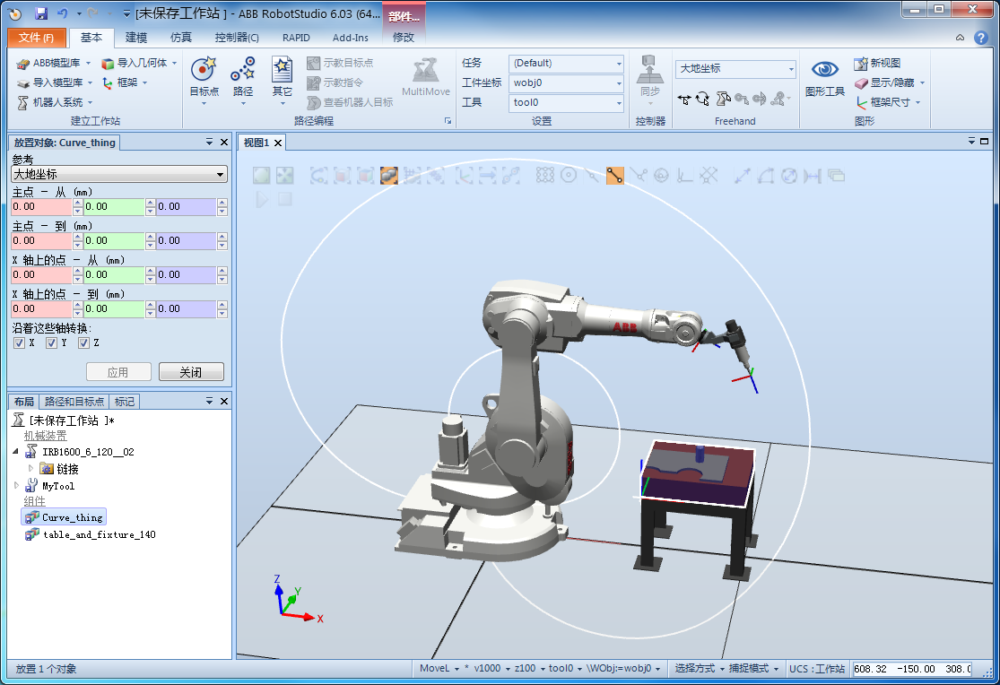 [未保存工作站 ] - ABB RobotStudio 6.03 (64...
部件...
文件(F) 基本 建模 仿真 控制器(C) RAPID Add-Ins 修改
ABB模型库 导入几何体
导入模型库 框架
机器人系统
建立工作站
目标点 路径 其它
示教目标点
示教指令
查看机器人目标
MultiMove
路径编程
任务 (Default)
工件坐标 wobj0
工具 tool0
设置
同步
控制器
大地坐标
Freehand
图形工具
新视图
显示/隐藏
框架尺寸
图形
放置对象: Curve_thing
参考
大地坐标
主点 — 从 (mm)
0.00 0.00 0.00
主点 — 到 (mm)
0.00 0.00 0.00
X 轴上的点 — 从 (mm)
0.00 0.00 0.00
X 轴上的点 — 到 (mm)
0.00 0.00 0.00
沿着这些轴转换:
X Y Z
应用 关闭
布局 路径和目标点 标记
[未保存工作站 ]*
机械装置
IRB1600_6_120__02
链接
MyTool
组件
Curve_thing
table_and_fixture_140
视图1
ABB
Z
Y
X
放置 1 个对象
MoveL * v1000 z100 tool0 \WObj:=wobj0 选择方式 捕捉模式 UCS : 工作站 608.32 -150.00 308.